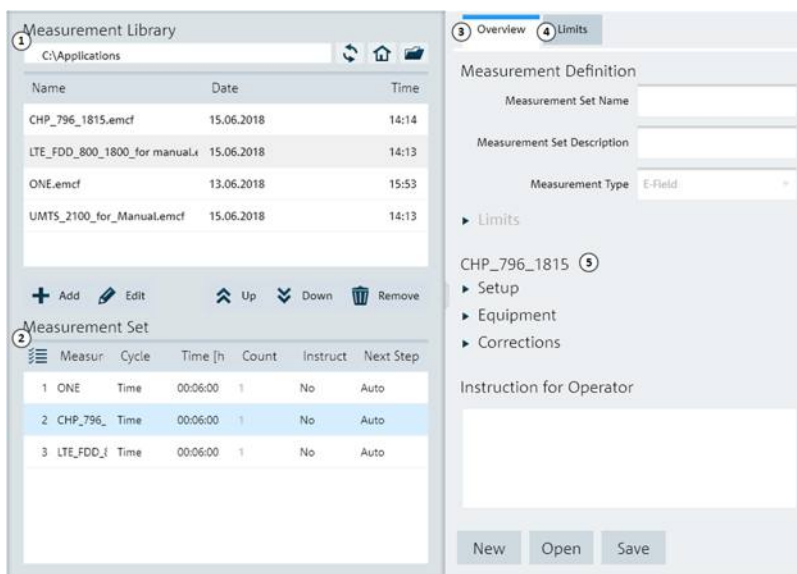 Measurement Library
1
C:\Applications
Name Date Time
CHP_796_1815.emcf 15.06.2018 14:14
LTE_FDD_800_1800_for manual.e 15.06.2018 14:13
ONE.emcf 13.06.2018 15:53
UMTS_2100_for_Manual.emcf 15.06.2018 14:13
Add Edit Up Down Remove
Measurement Set
2
Measur Cycle Time [h Count Instruct Next Step
1 ONE Time 00:06:00 1 No Auto
2 CHP_796_ Time 00:06:00 1 No Auto
3 LTE_FDD_8 Time 00:06:00 1 No Auto
3 Overview 4 Limits
Measurement Definition
Measurement Set Name
Measurement Set Description
Measurement Type E-Field
Limits
CHP_796_1815 5
Setup
Equipment
Corrections
Instruction for Operator
New Open Save